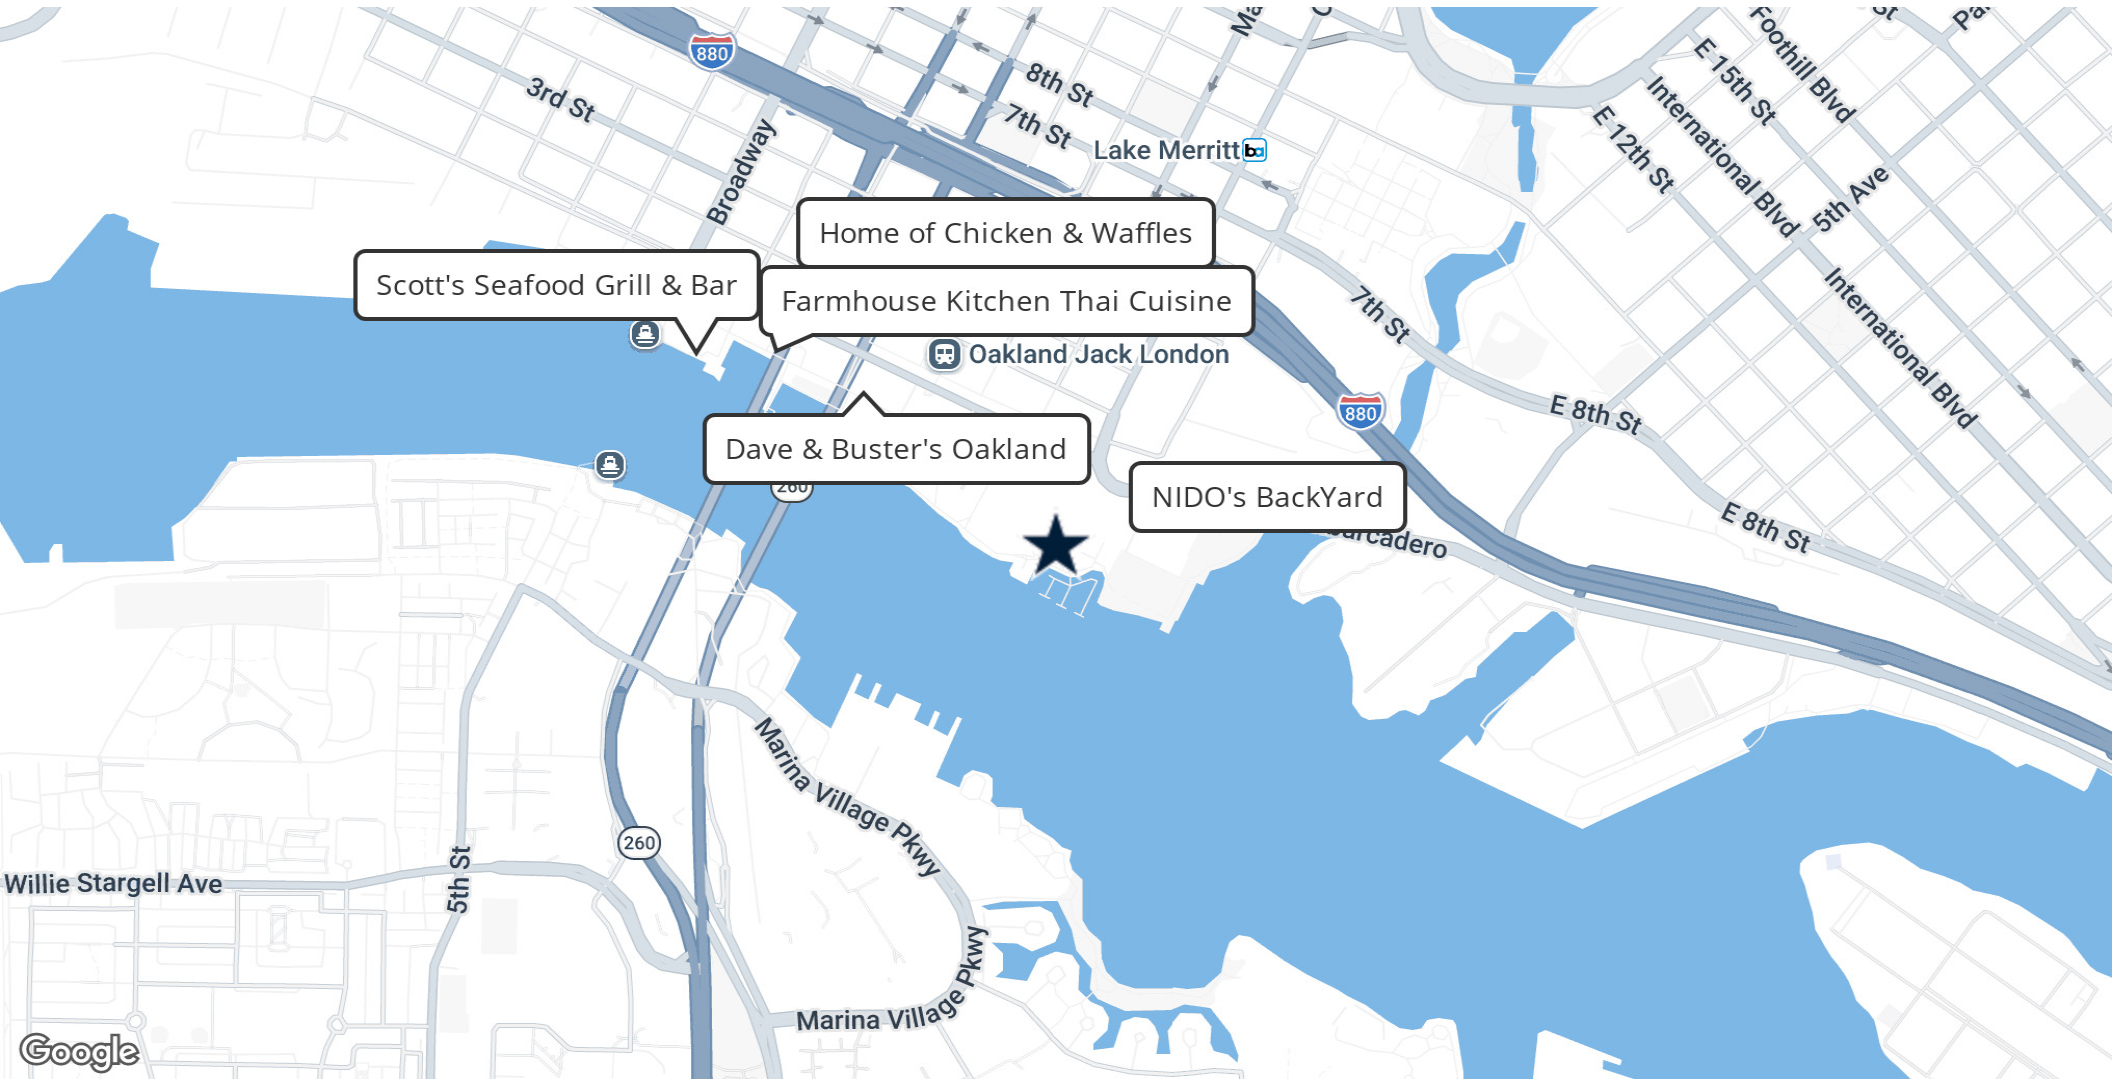 880
3rd St
8th St
7th St
Broadway
Lake Merritt
Foothill Blvd
E 15th St
International Blvd
E 12th St
5th Ave
International Blvd
Home of Chicken & Waffles
Scott's Seafood Grill & Bar
Farmhouse Kitchen Thai Cuisine
7th St
Oakland Jack London
880
E 8th St
Dave & Buster's Oakland
260
NIDO's BackYard
E 8th St
Marina Village Pkwy
260
Willie Stargell Ave
5th St
Marina Village Pkwy
Google